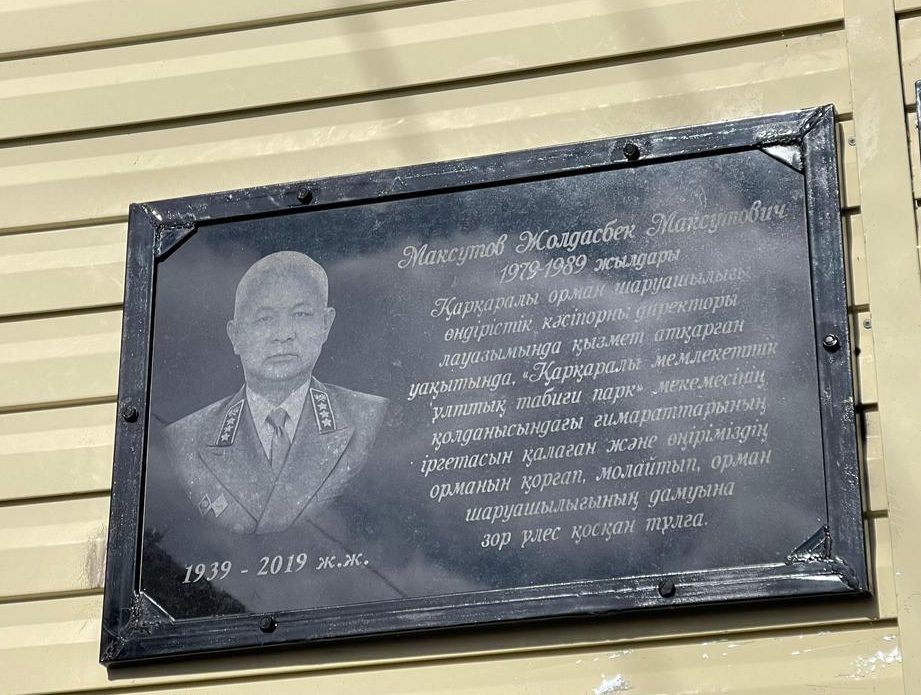 Максутов Жолдасбек Максутович
1979-1989 жылдары
Қарқаралы орман шаруашылығы
өндірістік кәсіпорны директоры
лауазымында қызмет атқарған
уақытында, «Қарқаралы мемлекеттік
ұлттық табиғи парк» мекемесінің
қолданысындағы ғимараттарының
іргетасын қалаған және өңіріміздің
орманын қорғап, молайтып, орман
шаруашылығының дамуына
зор үлес қосқан тұлға.
1939 - 2019 ж.ж.